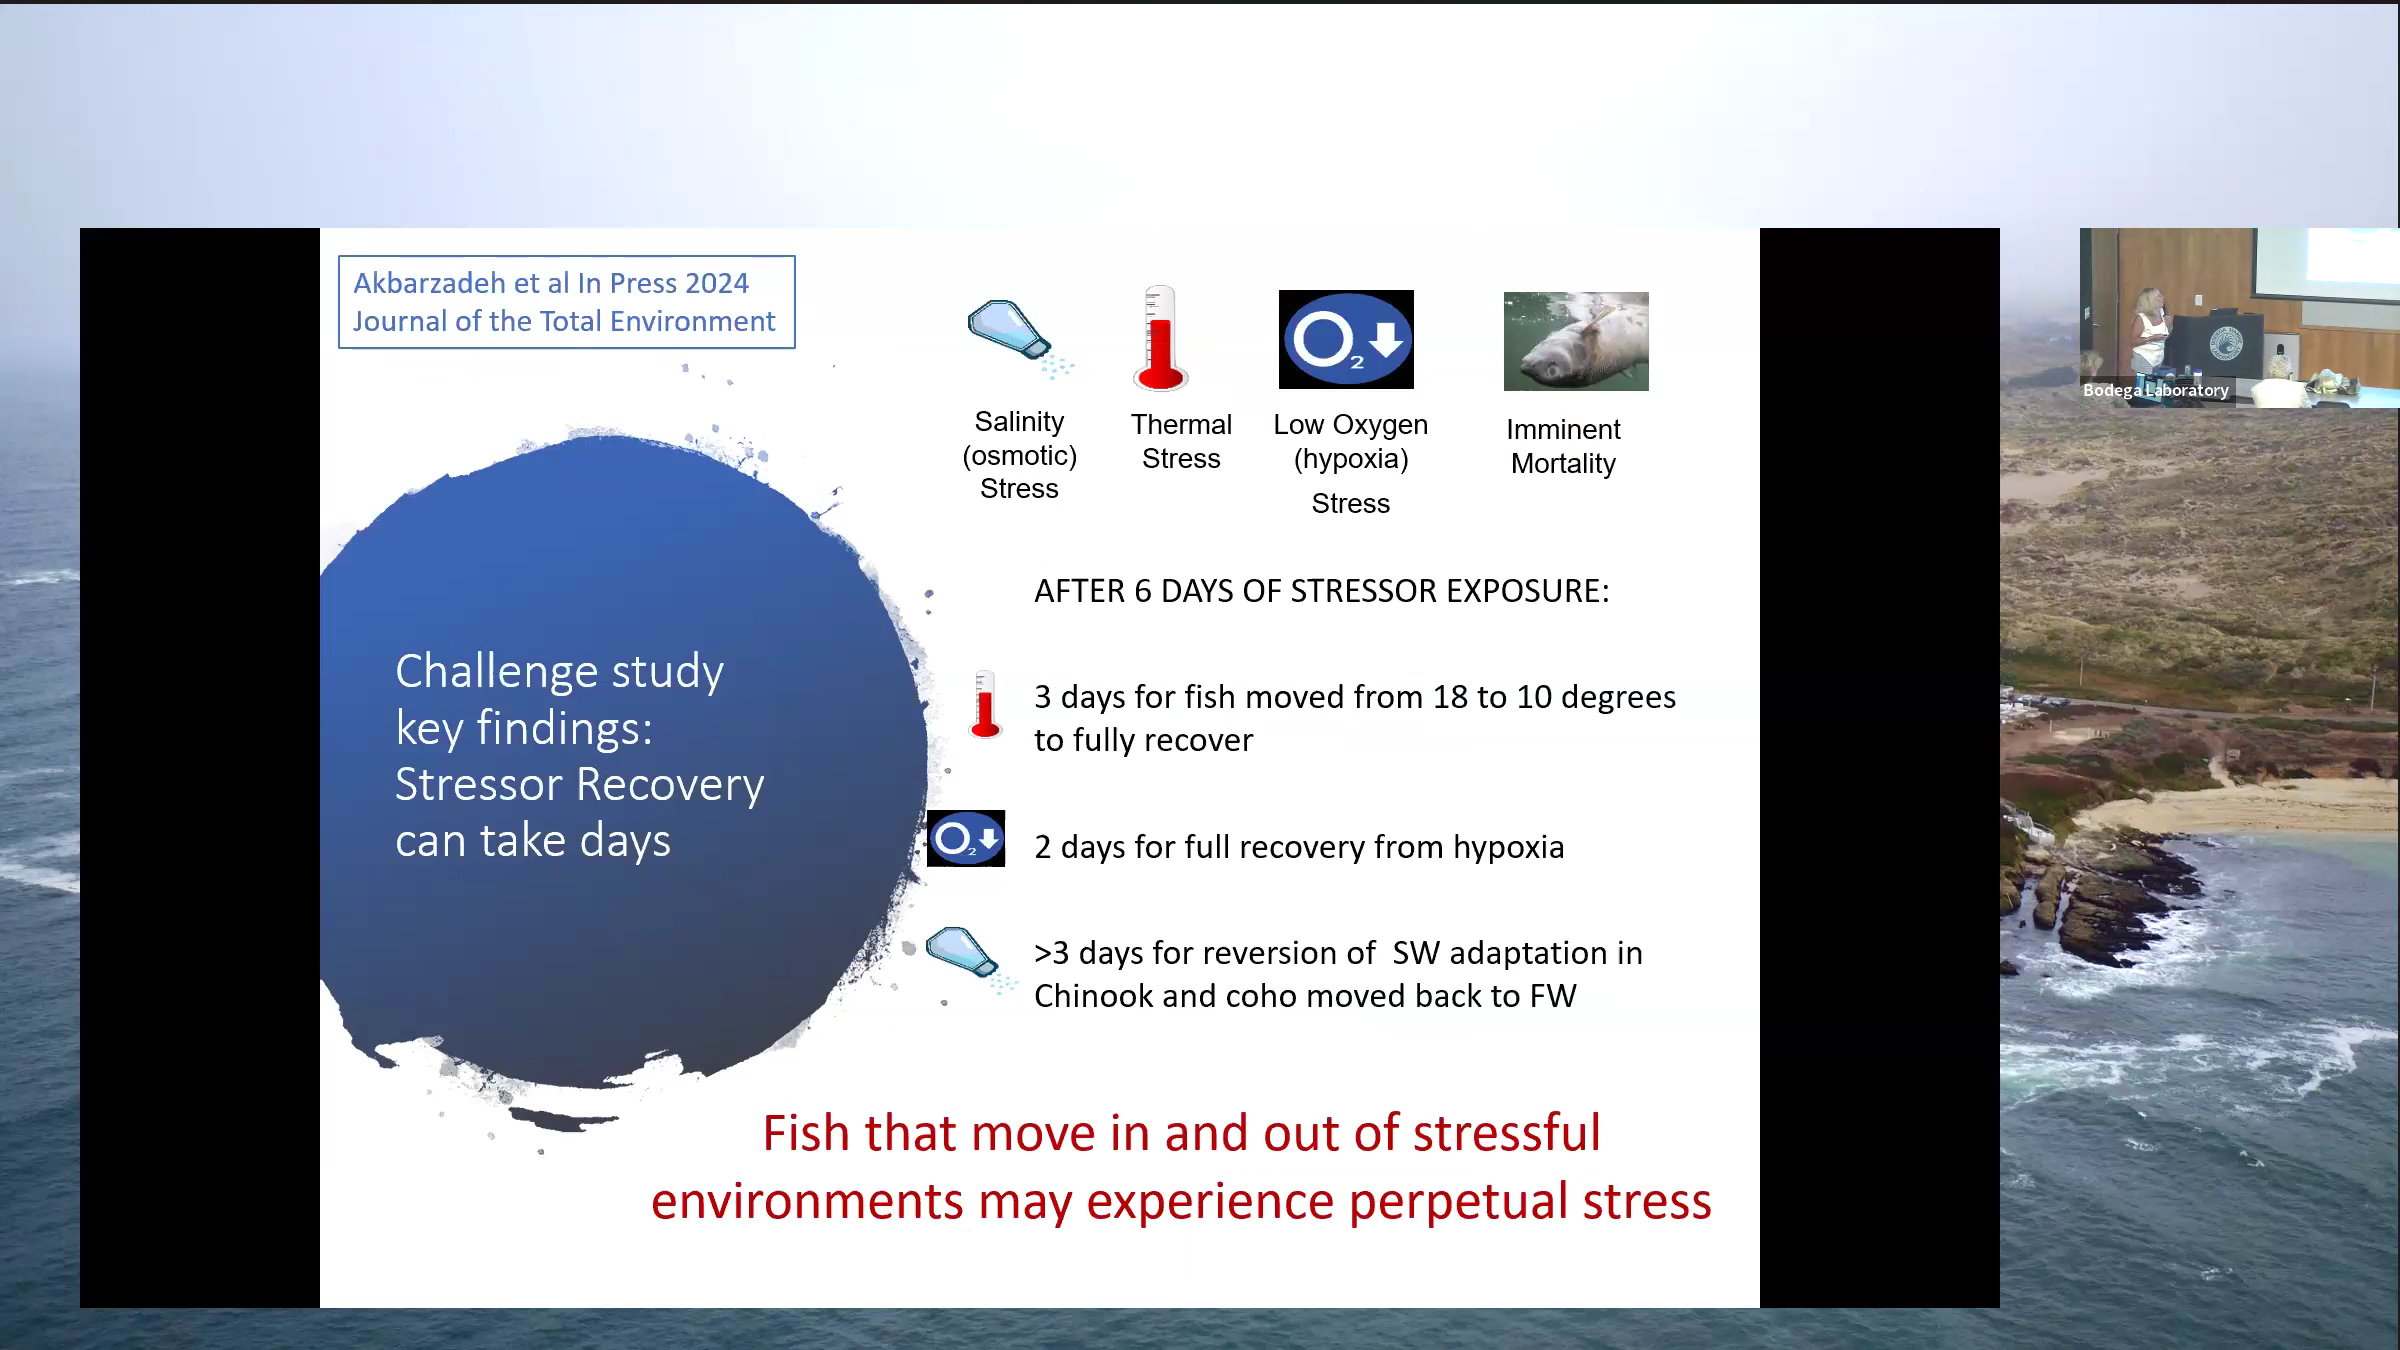 Akbarzadeh et al In Press 2024
Journal of the Total Environment
Salinity
(osmotic)
Stress
Thermal
Stress
O2
Low Oxygen
(hypoxia)
Stress
Imminent
Mortality
Challenge study
key findings:
Stressor Recovery
can take days
AFTER 6 DAYS OF STRESSOR EXPOSURE:
3 days for fish moved from 18 to 10 degrees
to fully recover
O2
2 days for full recovery from hypoxia
>3 days for reversion of  SW adaptation in
Chinook and coho moved back to FW
Fish that move in and out of stressful
environments may experience perpetual stress
Bodega Laboratory